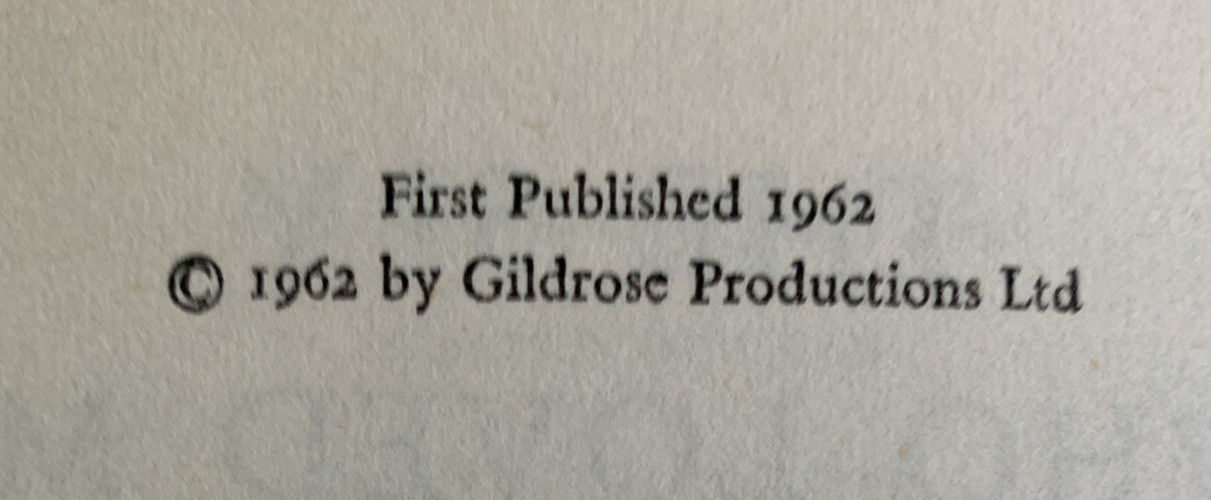 First Published 1962
© 1962 by Gildrose Productions Ltd